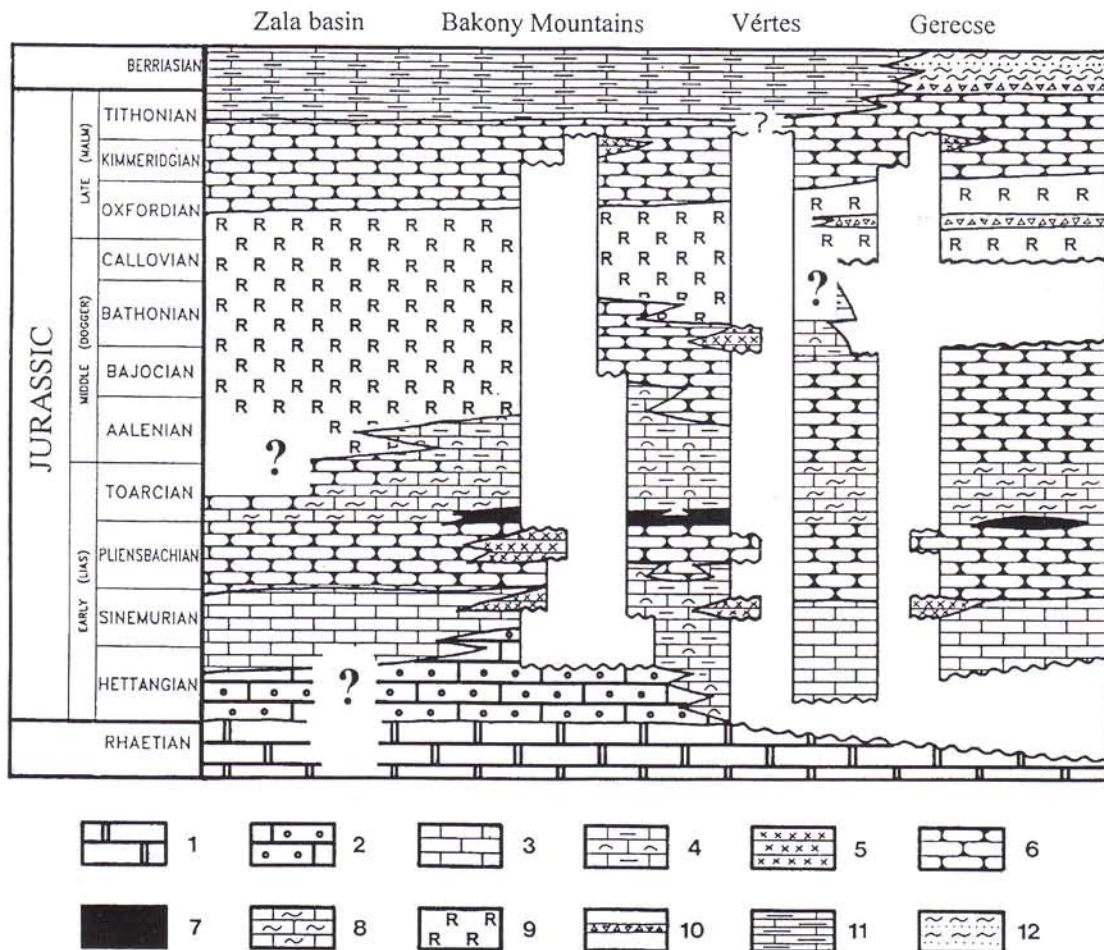 Zala basin Bakony Mountains Vértes Gerecse
BERRIASIAN
JURASSIC
LATE (MALM)
TITHONIAN
KIMMERIDGIAN
OXFORDIAN
MIDDLE (DOGGER)
CALLOVIAN
BATHONIAN
BAJOCIAN
AALENIAN
EARLY (LIAS)
TOARCIAN
PLIENSBACHIAN
SINEMURIAN
HETTANGIAN
RHAETIAN
?
?
?
?
1 2 3 4 5 6
7 8 R R R R 9 10 11 12